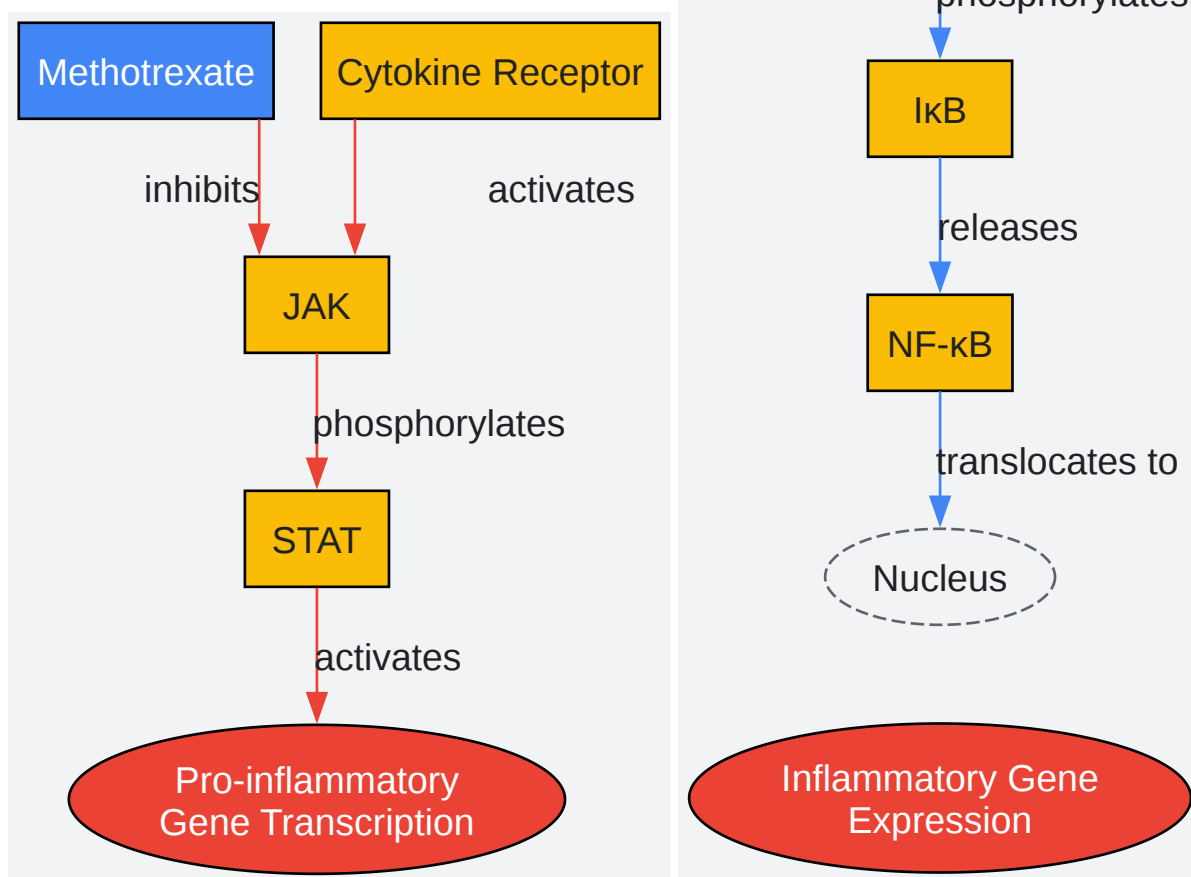 Methotrexate
Cytokine Receptor
inhibits
activates
JAK
phosphorylates
STAT
activates
Pro-inflammatory
Gene Transcription
phosphorylates
IκB
releases
NF-κB
translocates to
Nucleus
Inflammatory Gene
Expression